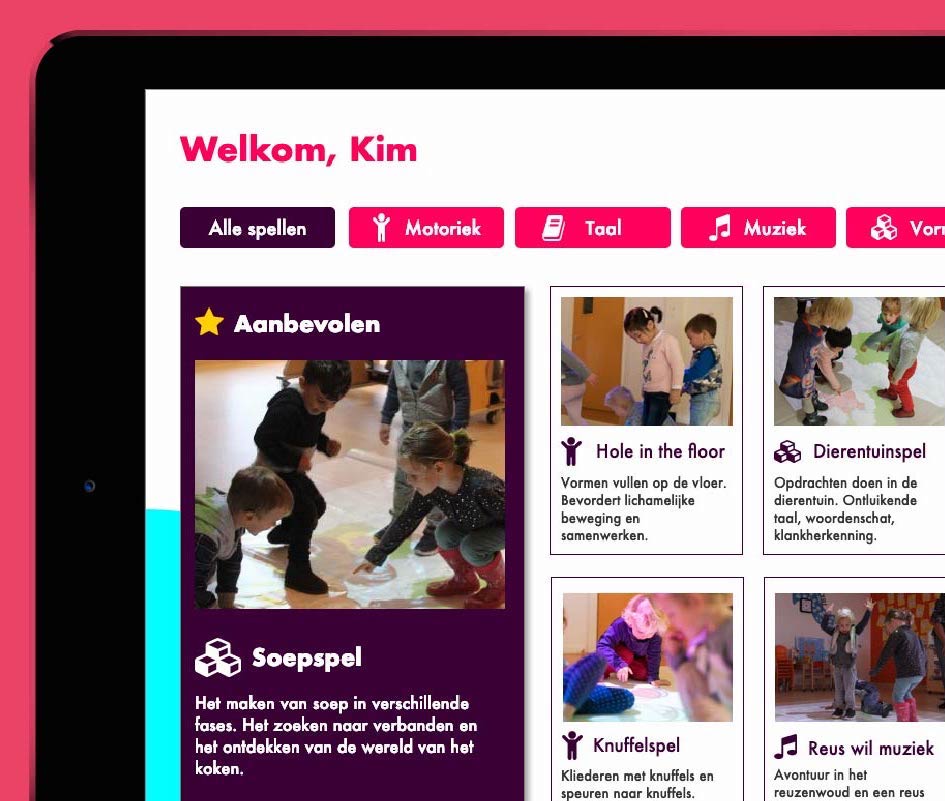 Welkom, Kim
Alle spellen
Motoriek
Taal
Muziek
Aanbevolen
Soepspel
Het maken van soep in verschillende
fases. Het zoeken naar verbanden en
het ontdekken van de wereld van het
koken.
Hole in the floor
Vormen vullen op de vloer.
Bevordert lichamelijke
beweging en
samenwerken.
Dierentuinspel
Opdrachten doen in de
dierentuin. Ontluikende
taal, woordenschat,
klankherkenning.
Knuffelspel
Kliederen met knuffels en
speuren naar knuffels.
Reus wil muziek
Avontuur in het
reuzenwoud en een reus